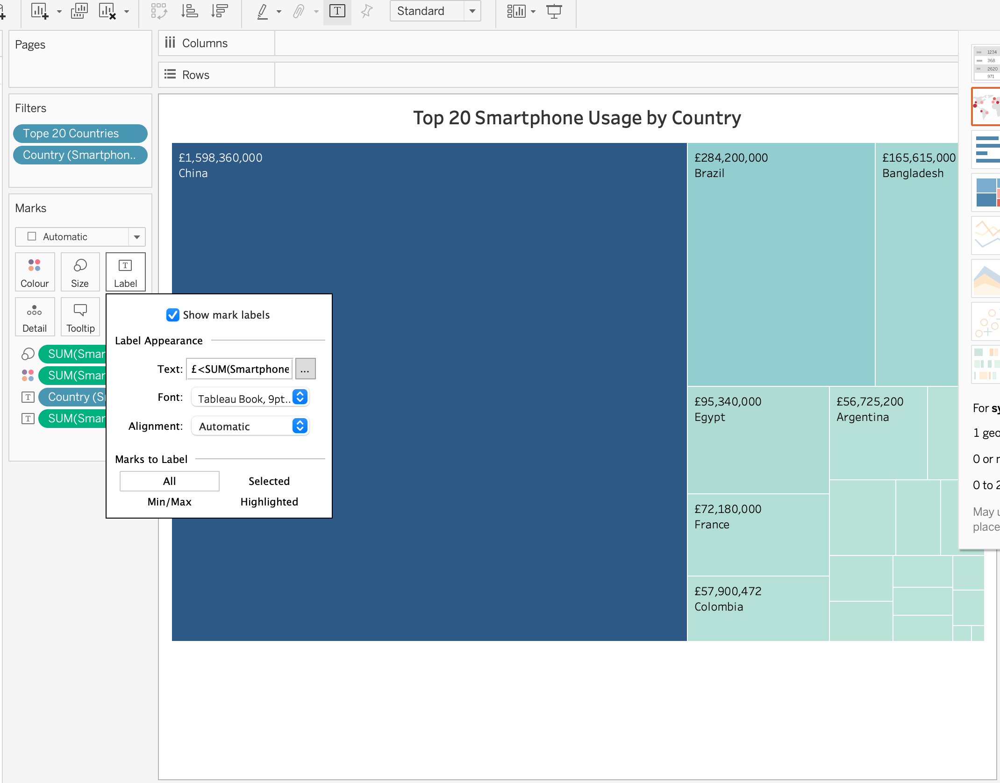 Standard
Pages
Columns
Rows
Filters
Tope 20 Countries
Country (Smartphon..
Marks
Automatic
Colour
Size
Label
Detail
Tooltip
SUM(Smar
SUM(Smar
Country (S
SUM(Smar
Show mark labels
Label Appearance
Text: £<SUM(Smartphone ...
Font: Tableau Book, 9pt..
Alignment: Automatic
Marks to Label
All Selected
Min/Max Highlighted
Top 20 Smartphone Usage by Country
£1,598,360,000
China
£284,200,000
Brazil
£165,615,000
Bangladesh
£95,340,000
Egypt
£56,725,200
Argentina
£72,180,000
France
£57,900,472
Colombia
1234
368
2620
971
For sy
1 geo
0 or
0 to 2
May
place